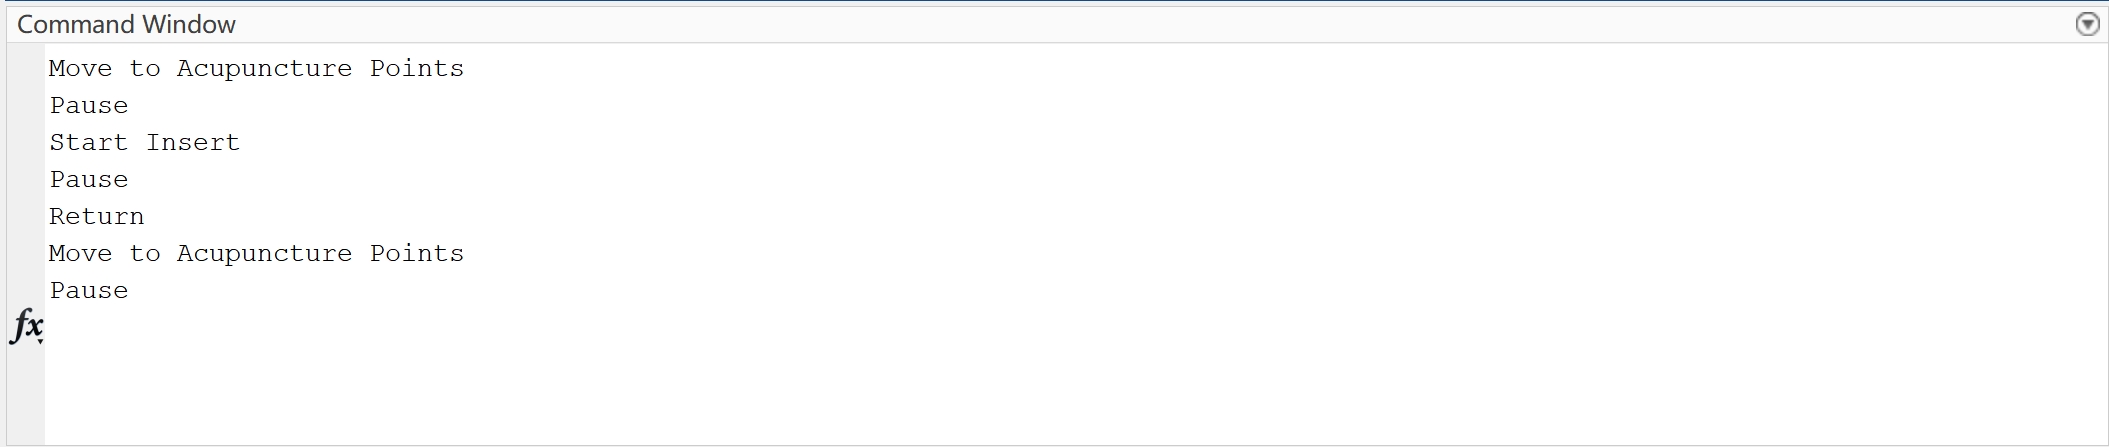 Command Window
Move to Acupuncture Points
Pause
Start Insert
Pause
Return
Move to Acupuncture Points
Pause
fx